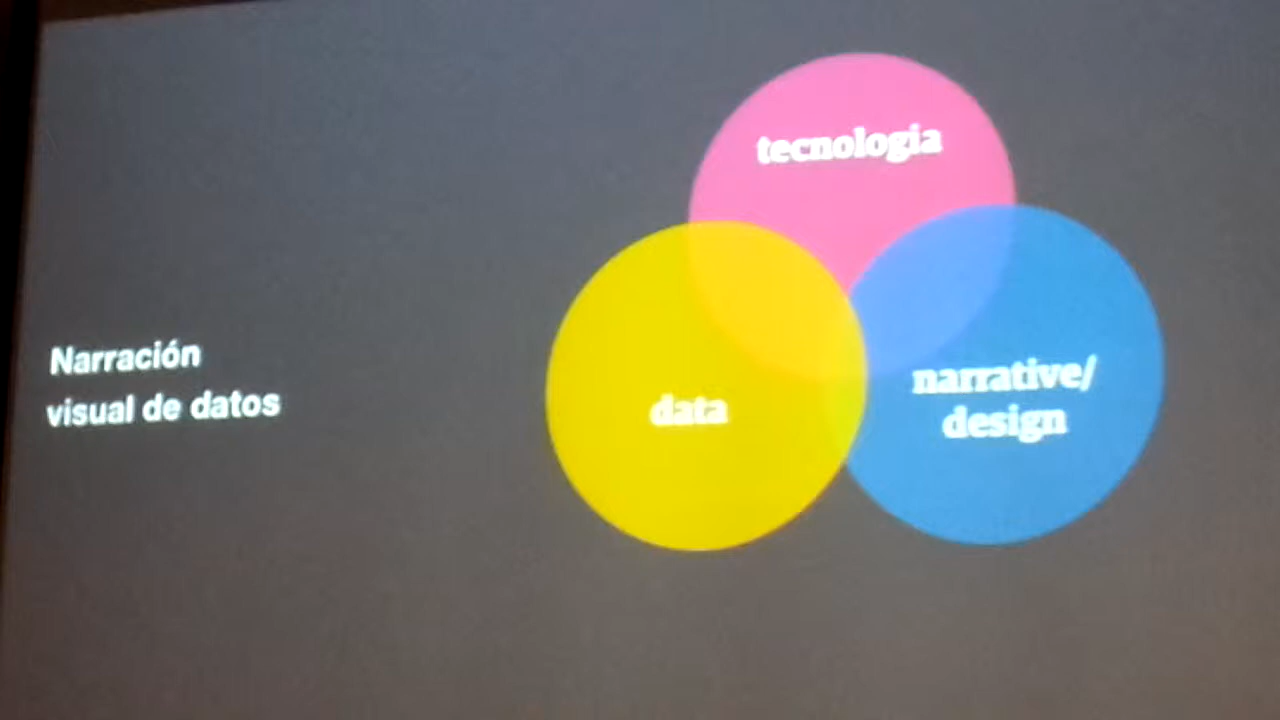 Narración
visual de datos
tecnologia
data
narrative/
design